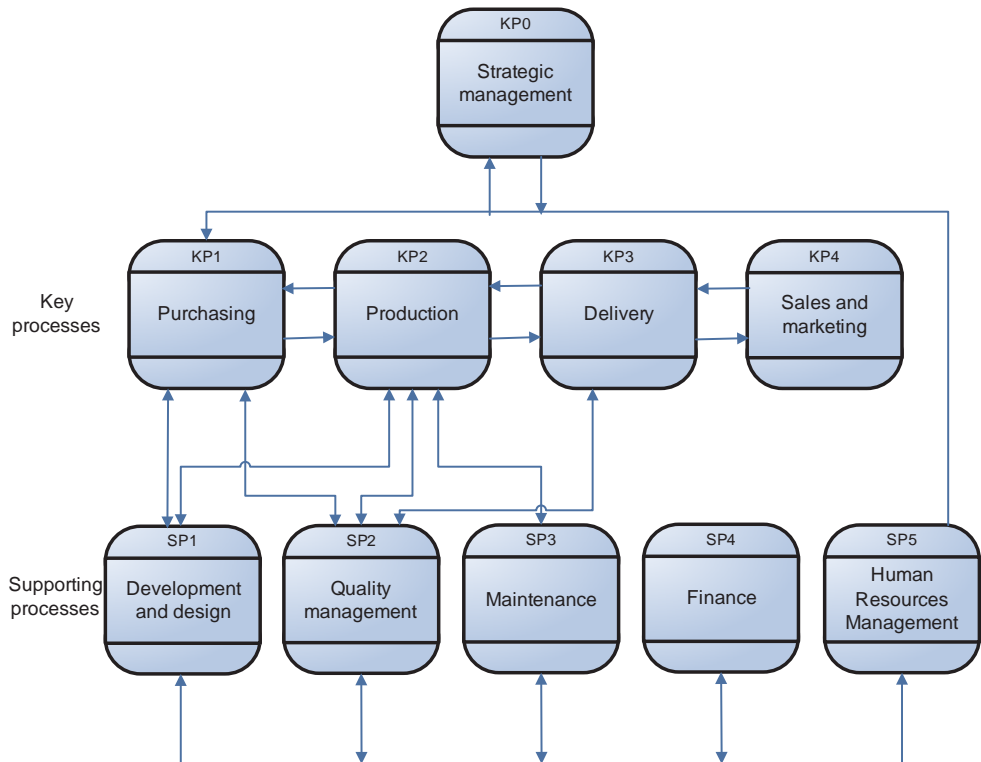 KP0
Strategic
management
KP1
KP2
KP3
KP4
Key
processes
Purchasing
Production
Delivery
Sales and
marketing
SP1
SP2
SP3
SP4
SP5
Supporting
processes
Development
and design
Quality
management
Maintenance
Finance
Human
Resources
Management